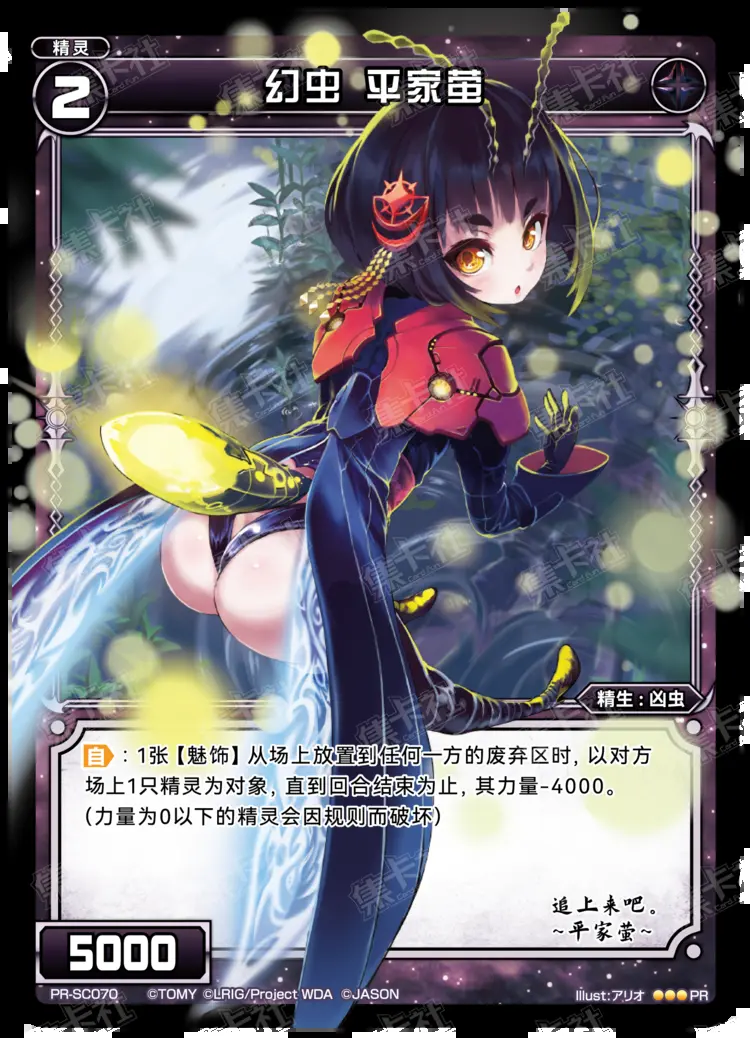 精灵
2
幻虫 平家萤
精生：凶虫
自：1张【魅饰】从场上放置到任何一方的废弃区时，以对方
场上1只精灵为对象，直到回合结束为止，其力量-4000。
（力量为0以下的精灵会因规则而破坏）
追上来吧。
~平家萤~
5000
PR-SC070 ©TOMY ©LRIG/Project WDA ©JASON
Illust:アリオ PR
集卡社